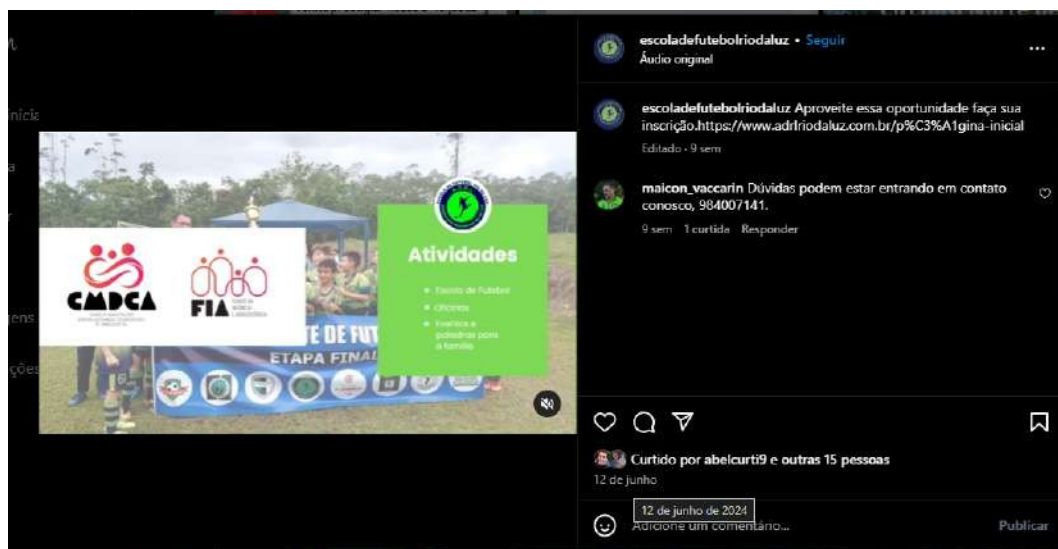 escoladefutebolriodaluz • Seguir
Áudio original
escoladefutebolriodaluz Aproveite essa oportunidade faça sua
inscrição.https://www.adrlriodaluz.com.br/p%C3%A1gina-inicial
Editado · 9 sem
maicon_vaccarin Dúvidas podem estar entrando em contato
conosco, 984007141.
9 sem 1 curtida Responder
CMDCA
FIA
Atividades
• Escola de Futebol
• Oficinas
• Eventos e
palestras para
a família
TE DE FUT
ETAPA FINAL
Curtido por abelcurti9 e outras 15 pessoas
12 de junho
12 de junho de 2024
Adicione um comentário...
Publicar